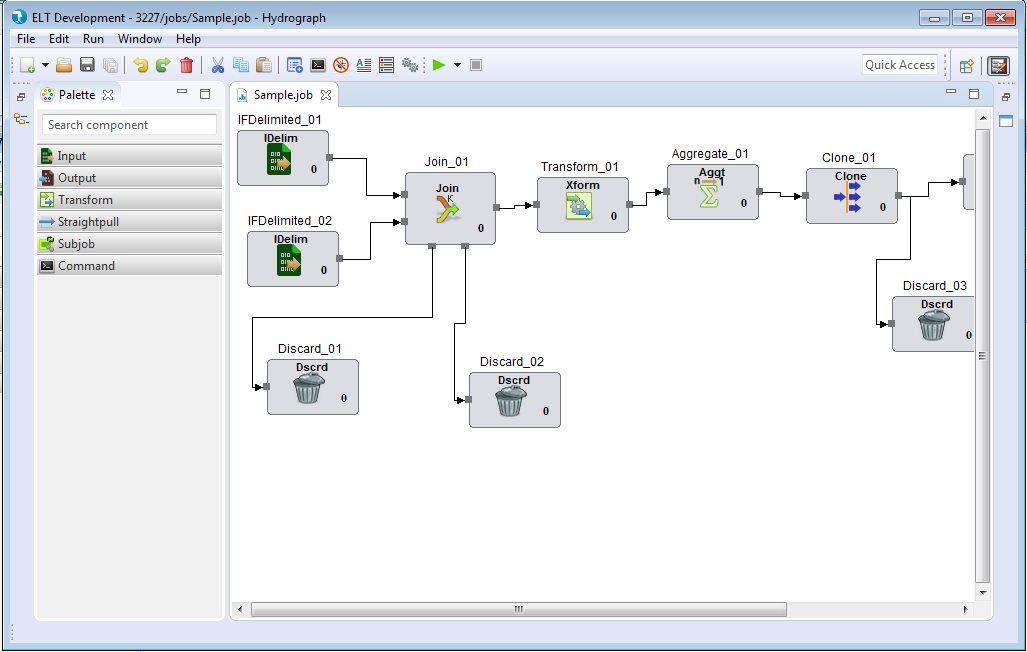 ELT Development - 3227/jobs/Sample.job - Hydrograph
File Edit Run Window Help
Quick Access
Palette
Sample.job
Search component
Input
Output
Transform
Straightpull
Subjob
Command
IFDelimited_01
IDelim
0
IFDelimited_02
IDelim
0
Join_01
Join
0
Transform_01
Xform
0
Aggregate_01
Aggt
0
Clone_01
Clone
0
Discard_03
Dscrd
0
Discard_01
Dscrd
0
Discard_02
Dscrd
0